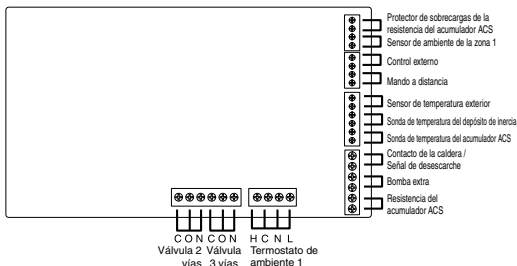 Protector de sobrecargas de la
resistencia del acumulador ACS
Sensor de ambiente de la zona 1
Control externo
Mando a distancia
Sensor de temperatura exterior
Sonda de temperatura del depósito de inercia
Sonda de temperatura del acumulador ACS
Contacto de la caldera /
Señal de desescarche
Bomba extra
Resistencia del
acumulador ACS
C O N C O N H C N L
Válvula 2 Válvula Termostato de
vías 3 vías ambiente 1